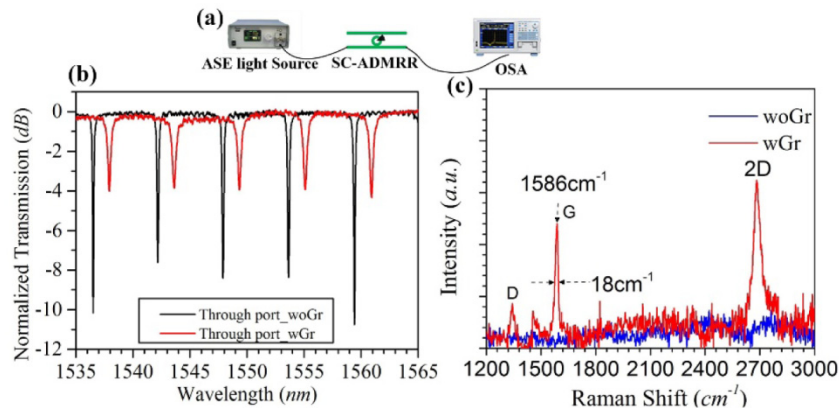 (a)
ASE light Source
SC-ADMRR
OSA
(b)
Normalized Transmission (dB)
0
-2
-4
-6
-8
-10
-12
Through port_woGr
Through port_wGr
1535
1540
1545
1550
1555
1560
1565
Wavelength (nm)
(c)
Intensity (a.u.)
woGr
wGr
2D
1586cm⁻¹
G
18cm⁻¹
D
1200
1500
1800
2100
2400
2700
3000
Raman Shift (cm⁻¹)